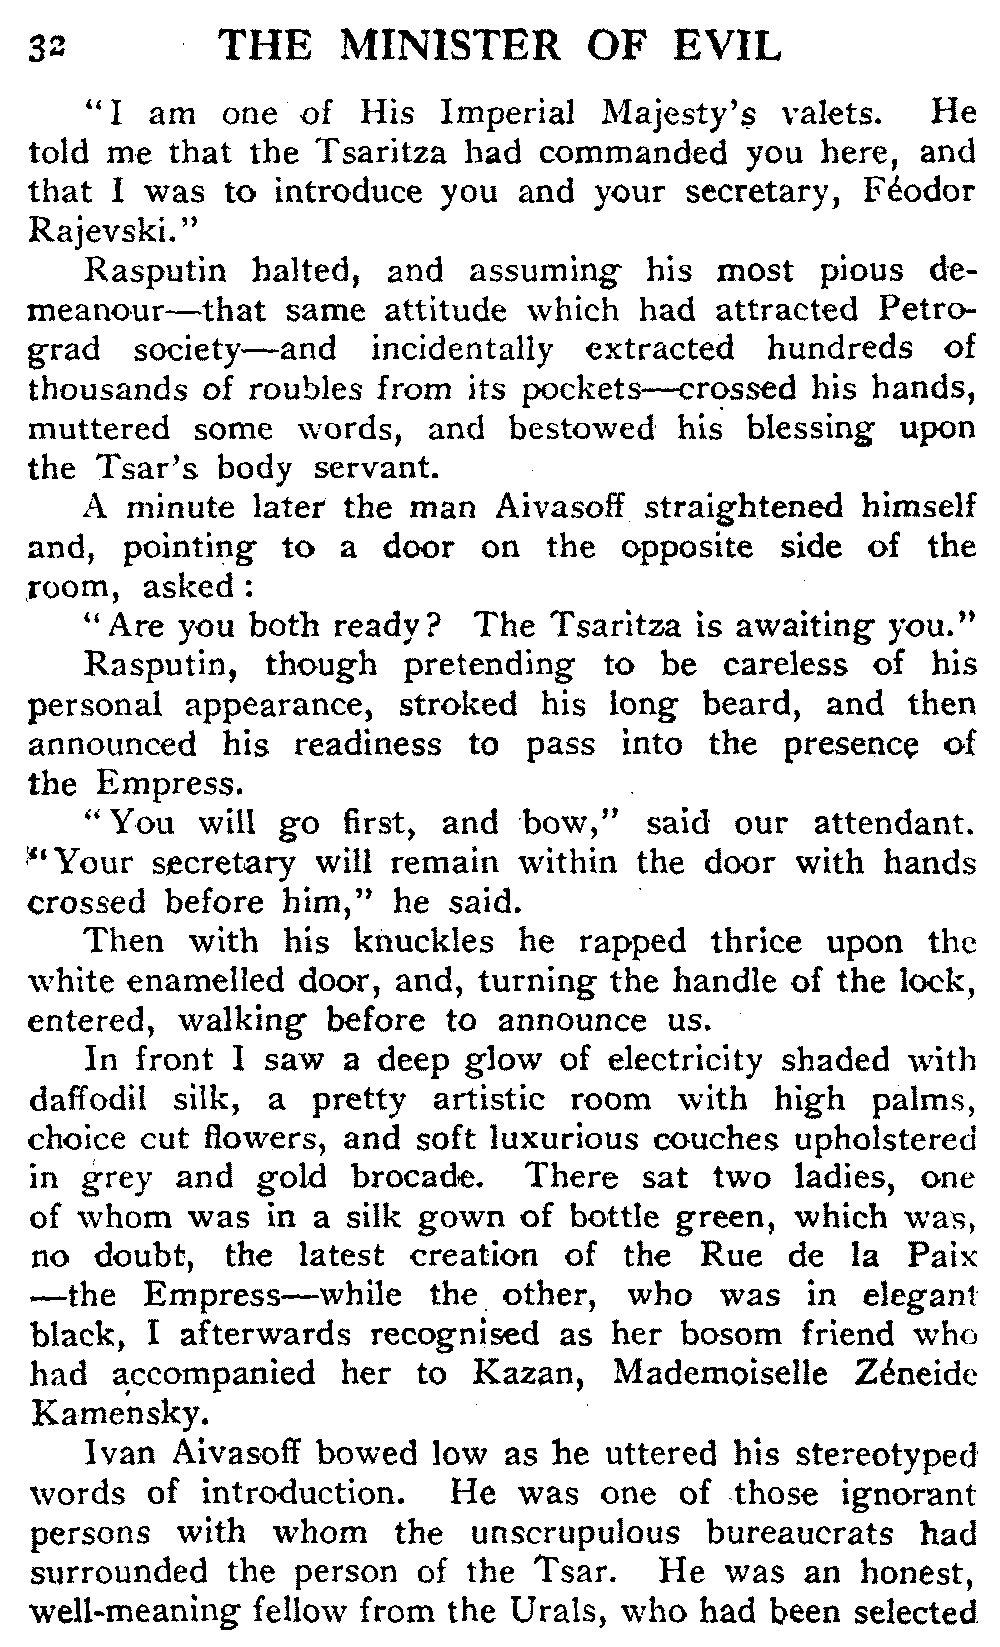 32 THE MINISTER OF EVIL
"I am one of His Imperial Majesty's valets. He
told me that the Tsaritza had commanded you here, and
that I was to introduce you and your secretary, Féodor
Rajevski."
Rasputin halted, and assuming his most pious de-
meanour—that same attitude which had attracted Petro-
grad society—and incidentally extracted hundreds of
thousands of roubles from its pockets—crossed his hands,
muttered some words, and bestowed his blessing upon
the Tsar's body servant.
A minute later the man Aivasoff straightened himself
and, pointing to a door on the opposite side of the
room, asked:
"Are you both ready? The Tsaritza is awaiting you."
Rasputin, though pretending to be careless of his
personal appearance, stroked his long beard, and then
announced his readiness to pass into the presence of
the Empress.
"You will go first, and bow," said our attendant.
"Your secretary will remain within the door with hands
crossed before him," he said.
Then with his knuckles he rapped thrice upon the
white enamelled door, and, turning the handle of the lock,
entered, walking before to announce us.
In front I saw a deep glow of electricity shaded with
daffodil silk, a pretty artistic room with high palms,
choice cut flowers, and soft luxurious couches upholstered
in grey and gold brocade. There sat two ladies, one
of whom was in a silk gown of bottle green, which was,
no doubt, the latest creation of the Rue de la Paix
—the Empress—while the other, who was in elegant
black, I afterwards recognised as her bosom friend who
had accompanied her to Kazan, Mademoiselle Zéneide
Kamensky.
Ivan Aivasoff bowed low as he uttered his stereotyped
words of introduction. He was one of those ignorant
persons with whom the unscrupulous bureaucrats had
surrounded the person of the Tsar. He was an honest,
well-meaning fellow from the Urals, who had been selected